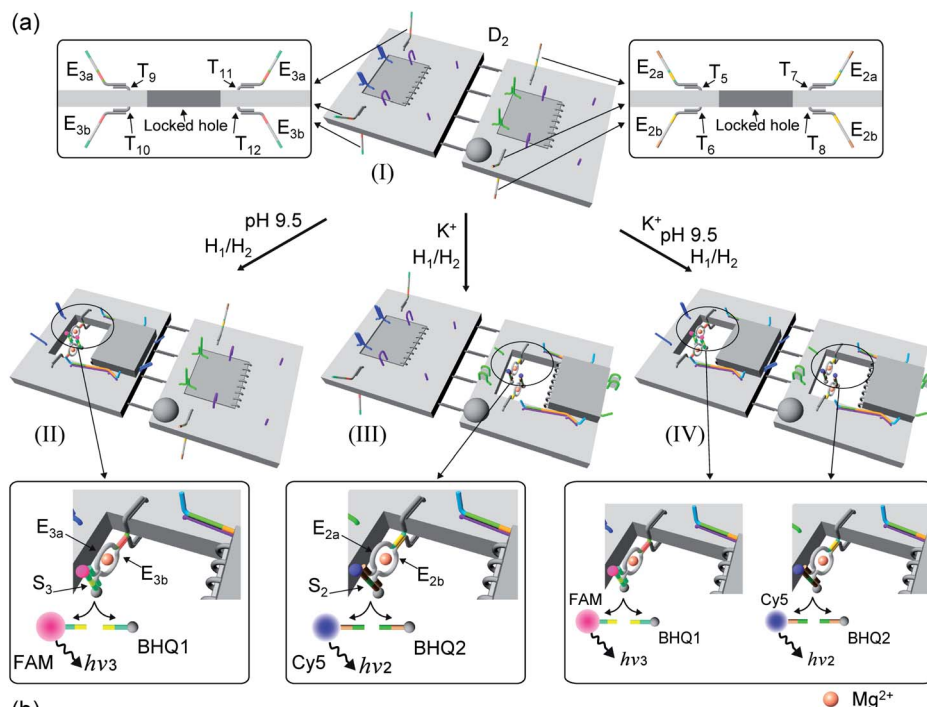 (a)
D₂
E₃ₐ
T₉
T₁₁
E₃ₐ
Locked hole
E₃b
T₁₀
T₁₂
E₃b
E₂ₐ
T₅
T₇
E₂ₐ
Locked hole
E₂b
T₆
T₈
E₂b
(I)
pH 9.5
H₁/H₂
K⁺
H₁/H₂
K⁺
pH 9.5
H₁/H₂
(II)
(III)
(IV)
E₃ₐ
E₃b
S₃
FAM
BHQ1
hν3
E₂ₐ
E₂b
S₂
Cy5
BHQ2
hν2
FAM
BHQ1
hν3
Cy5
BHQ2
hν2
Mg²⁺